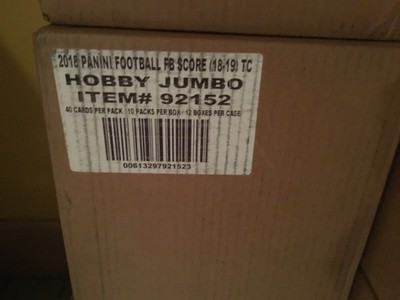 2018 PANINI FOOTBALL FB SCORE (18-19) TC
HOBBY JUMBO
ITEM# 92152
40 CARDS PER PACK 10 PACKS PER BOX - 12 BOXES PER CASE
00613297921523